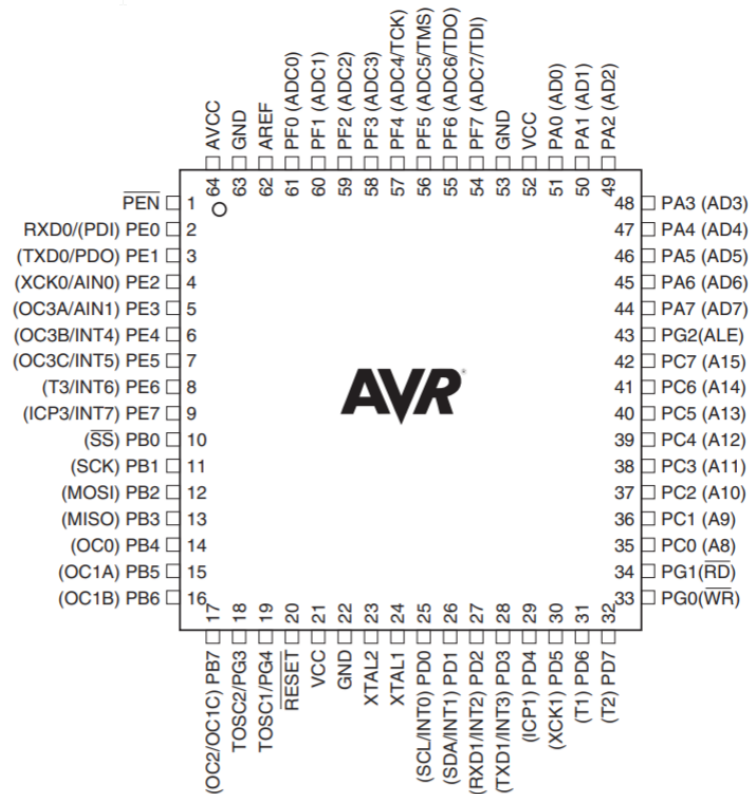 AVCC
GND
AREF
PF0 (ADC0)
PF1 (ADC1)
PF2 (ADC2)
PF3 (ADC3)
PF4 (ADC4/TCK)
PF5 (ADC5/TMS)
PF6 (ADC6/TDO)
PF7 (ADC7/TDI)
GND
VCC
PA0 (AD0)
PA1 (AD1)
PA2 (AD2)
64 63 62 61 60 59 58 57 56 55 54 53 52 51 50 49
PEN 1
RXD0/(PDI) PE0 2
(TXD0/PDO) PE1 3
(XCK0/AIN0) PE2 4
(OC3A/AIN1) PE3 5
(OC3B/INT4) PE4 6
(OC3C/INT5) PE5 7
(T3/INT6) PE6 8
(ICP3/INT7) PE7 9
(SS) PB0 10
(SCK) PB1 11
(MOSI) PB2 12
(MISO) PB3 13
(OC0) PB4 14
(OC1A) PB5 15
(OC1B) PB6 16
AVR
48 PA3 (AD3)
47 PA4 (AD4)
46 PA5 (AD5)
45 PA6 (AD6)
44 PA7 (AD7)
43 PG2(ALE)
42 PC7 (A15)
41 PC6 (A14)
40 PC5 (A13)
39 PC4 (A12)
38 PC3 (A11)
37 PC2 (A10)
36 PC1 (A9)
35 PC0 (A8)
34 PG1(RD)
33 PG0(WR)
17 18 19 20 21 22 23 24 25 26 27 28 29 30 31 32
(OC2/OC1C) PB7
TOSC2/PG3
TOSC1/PG4
RESET
VCC
GND
XTAL2
XTAL1
(SCL/INT0) PD0
(SDA/INT1) PD1
(RXD1/INT2) PD2
(TXD1/INT3) PD3
(ICP1) PD4
(XCK1) PD5
(T1) PD6
(T2) PD7